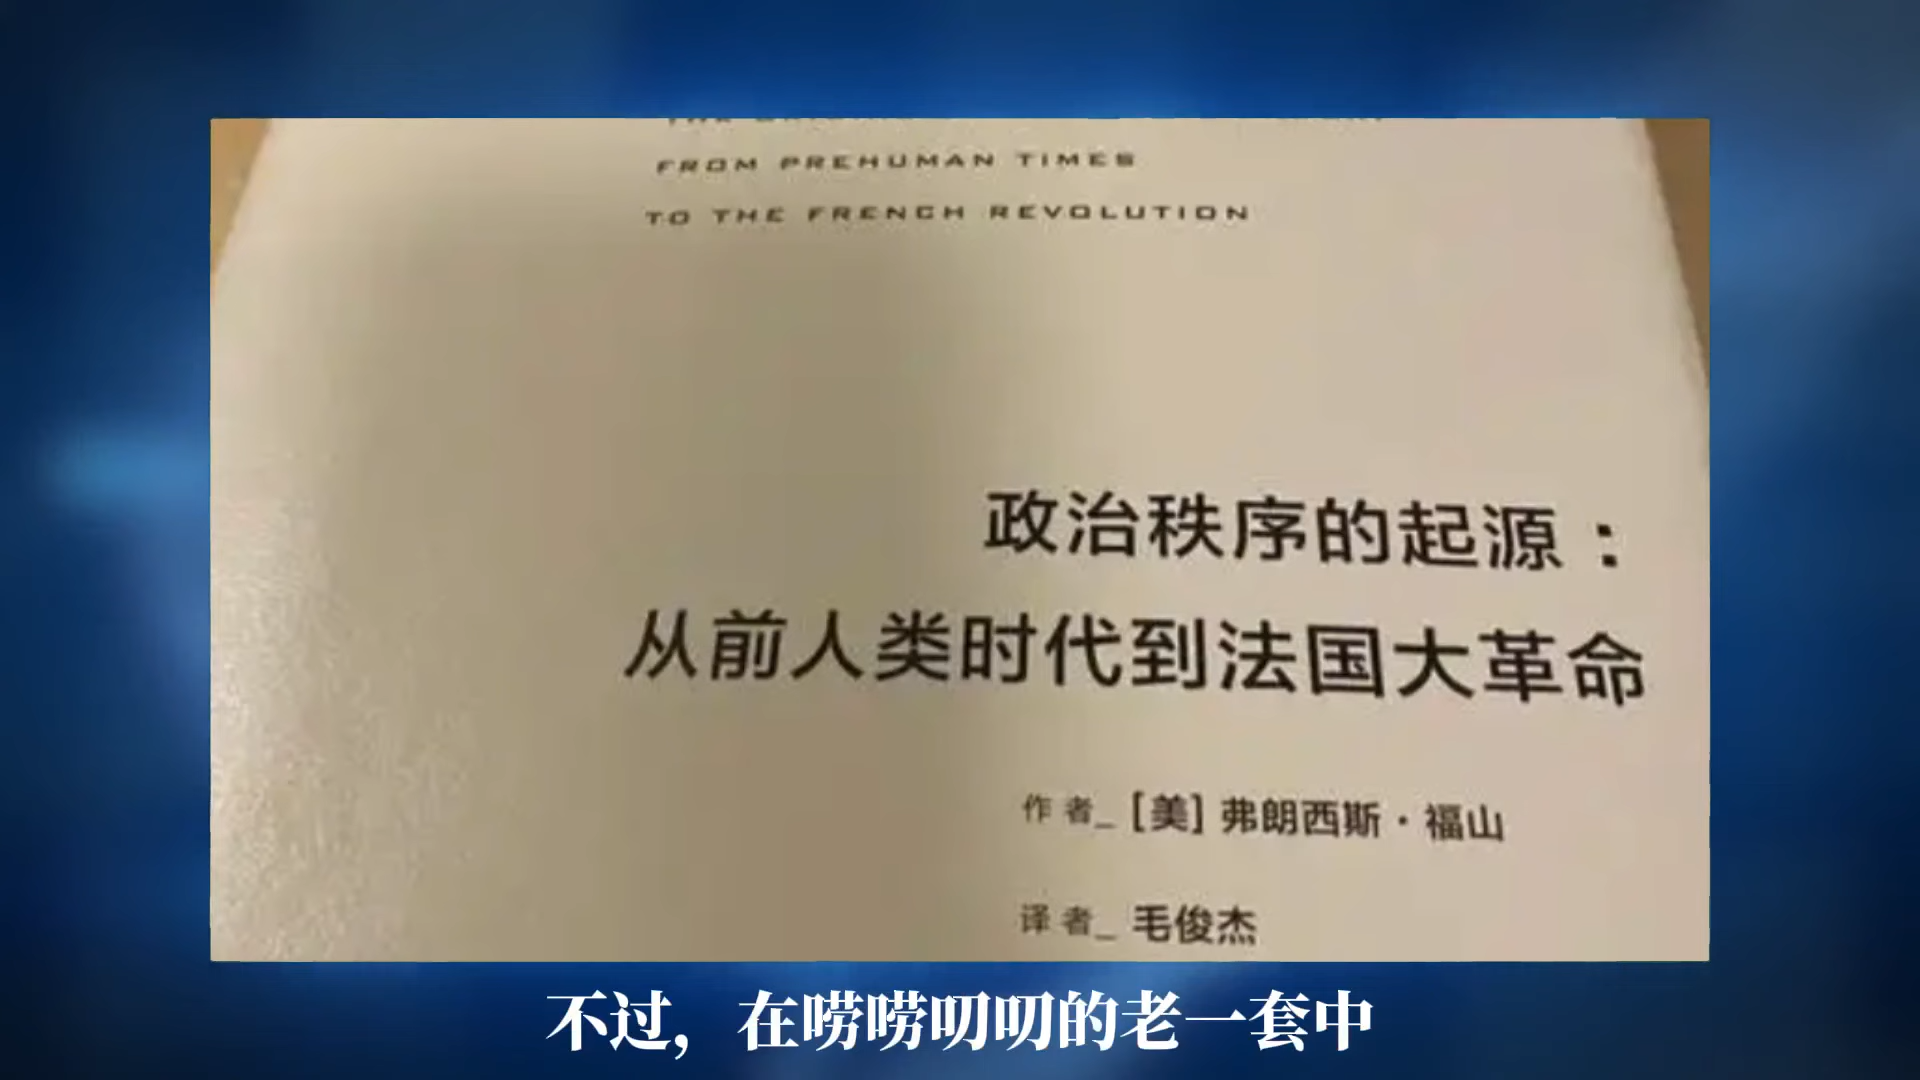 FROM PREHUMAN TIMES
TO THE FRENCH REVOLUTION
政治秩序的起源：
从前人类时代到法国大革命
作者_ [美] 弗朗西斯·福山
译者_ 毛俊杰
不过，在唠唠叨叨的老一套中